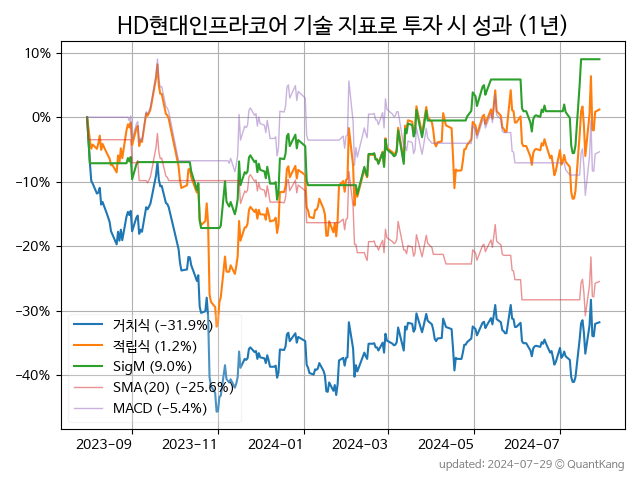 HD현대인프라코어 기술 지표로 투자 시 성과 (1년)
10%
0%
−10%
−20%
−30%
−40%
거치식 (−31.9%)
적립식 (1.2%)
SigM (9.0%)
SMA(20) (−25.6%)
MACD (−5.4%)
2023-09 2023-11 2024-01 2024-03 2024-05 2024-07
updated: 2024-07-29 © QuantKang